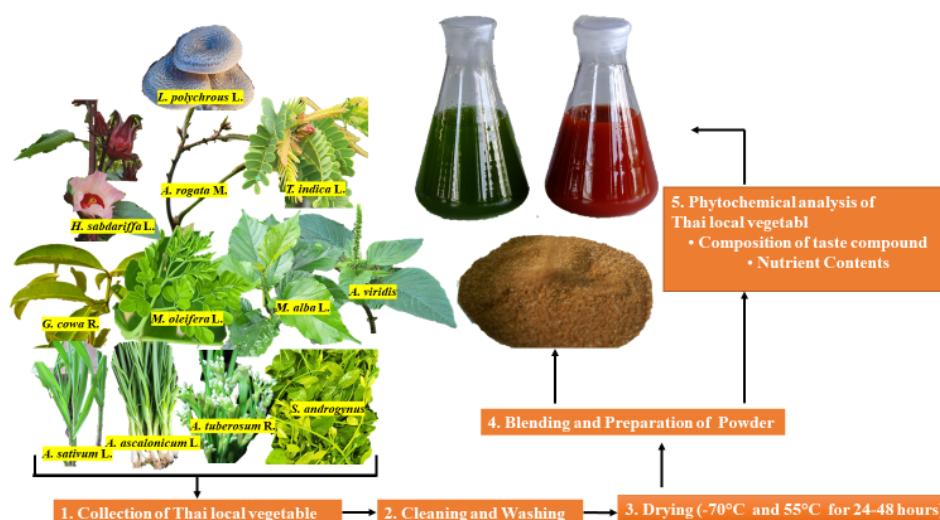 L. polychrous L.
A. rogata M.
T. indica L.
H. sabdariffa L.
G. cowa R.
M. oleifera L.
M. alba L.
A. viridis
A. sativum L.
A. ascalonicum L.
A. tuberosum R.
S. androgynus
1. Collection of Thai local vegetable
2. Cleaning and Washing
3. Drying (-70°C and 55°C for 24-48 hours
4. Blending and Preparation of Powder
5. Phytochemical analysis of
Thai local vegetabl
• Composition of taste compound
• Nutrient Contents